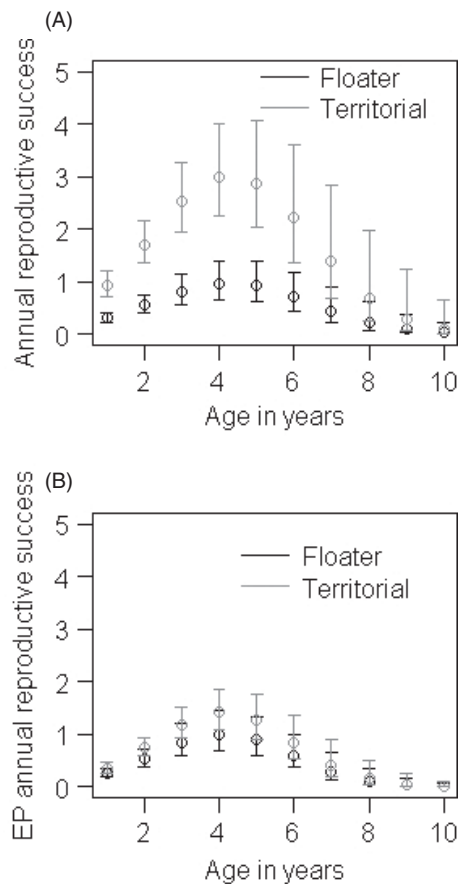 (A)
Annual reproductive success
5
4
3
2
1
0
Floater
Territorial
2 4 6 8 10
Age in years
(B)
EP annual reproductive success
5
4
3
2
1
0
Floater
Territorial
2 4 6 8 10
Age in years